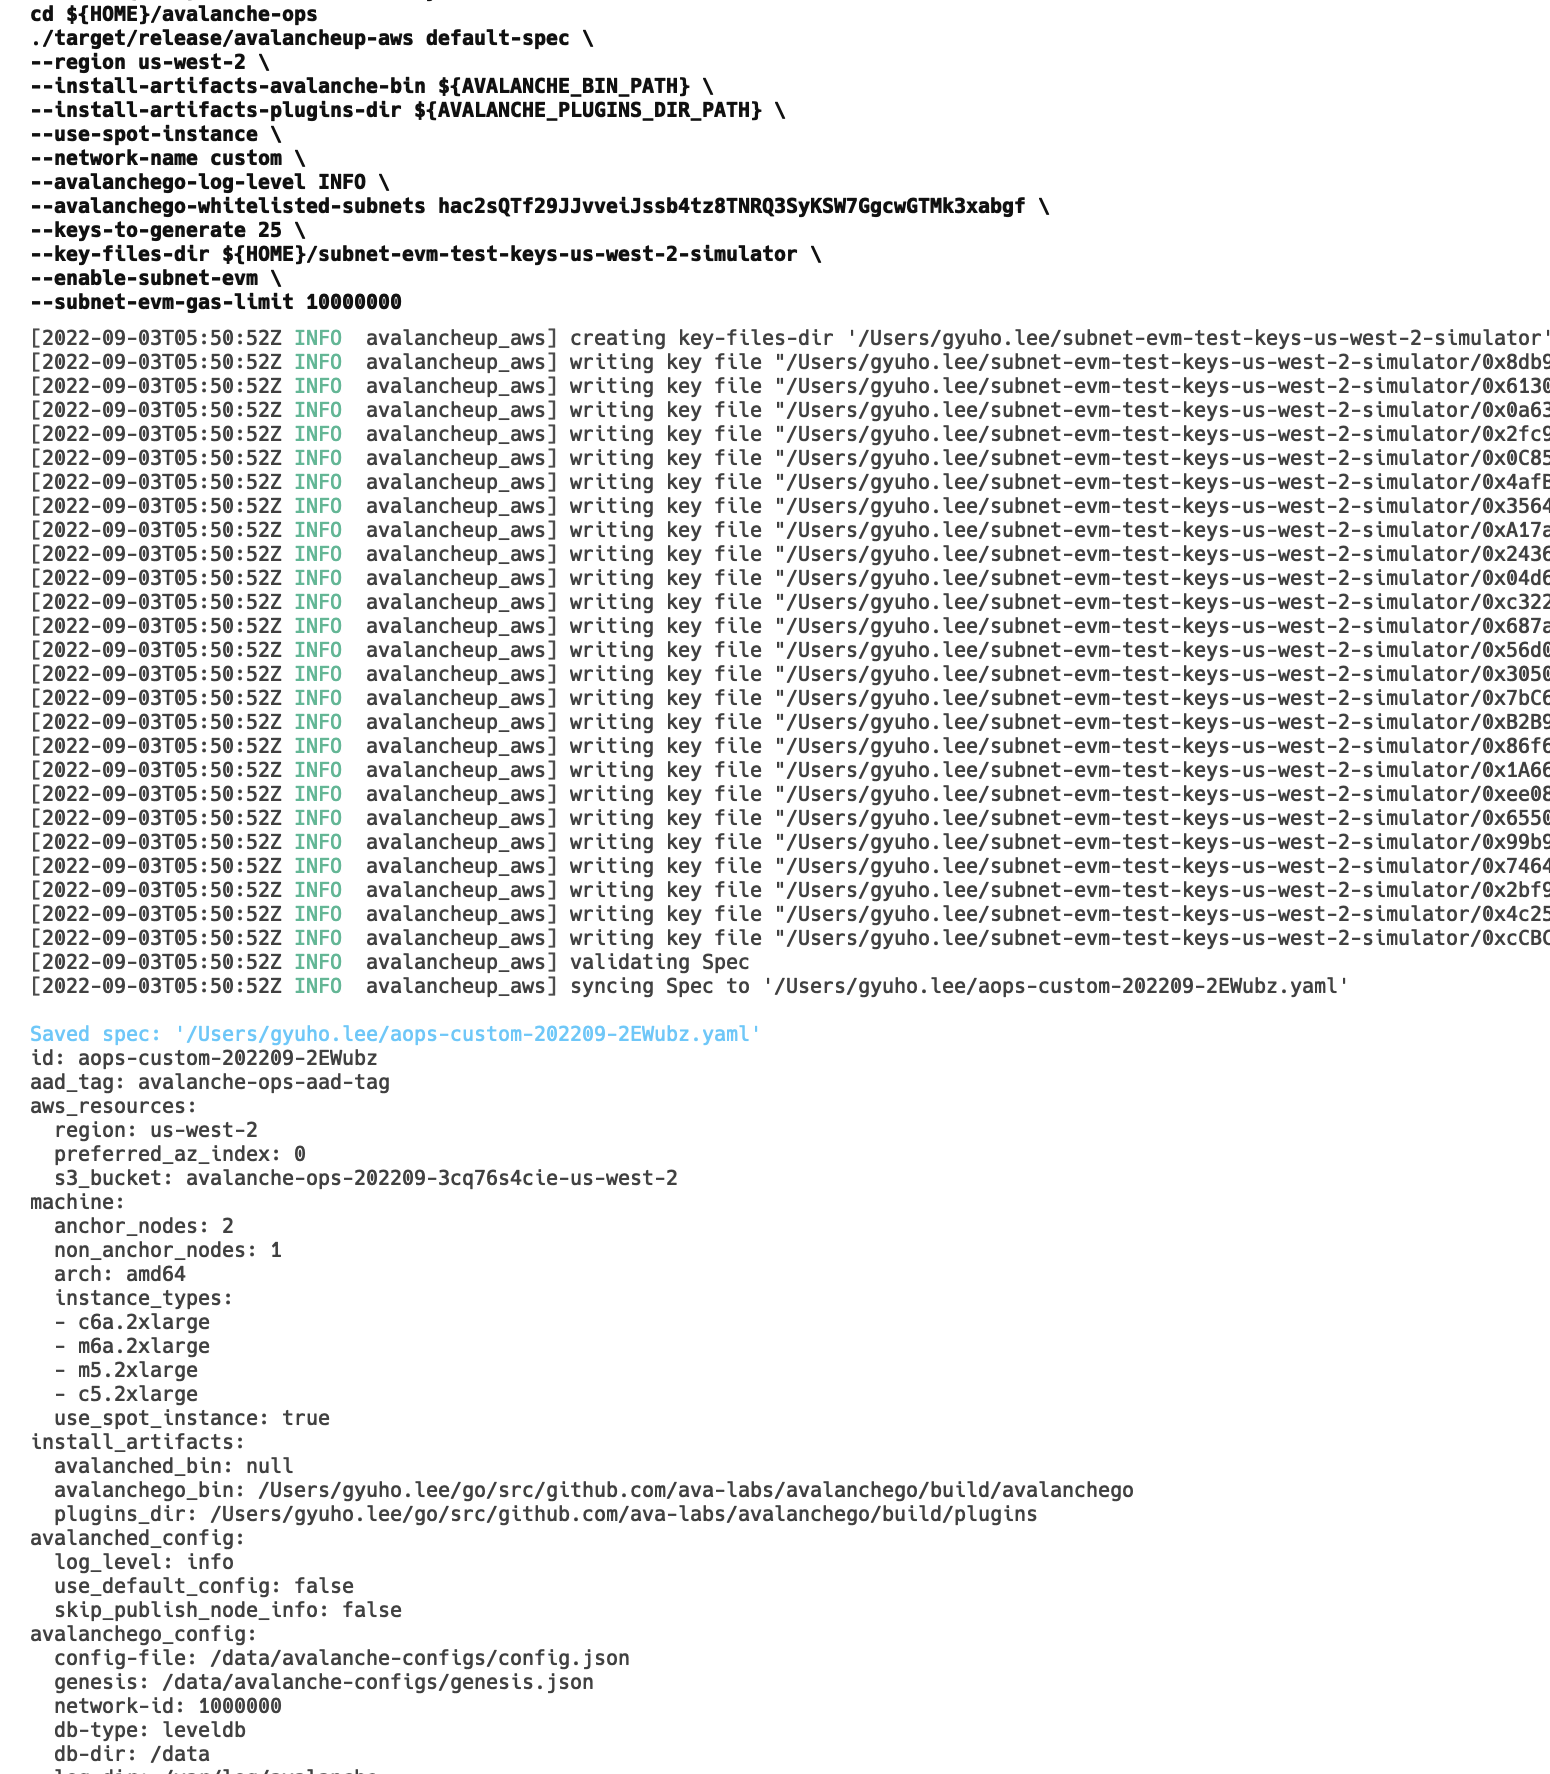 cd ${HOME}/avalanche-ops
./target/release/avalancheup-aws default-spec \
--region us-west-2 \
--install-artifacts-avalanche-bin ${AVALANCHE_BIN_PATH} \
--install-artifacts-plugins-dir ${AVALANCHE_PLUGINS_DIR_PATH} \
--use-spot-instance \
--network-name custom \
--avalanchego-log-level INFO \
--avalanchego-whitelisted-subnets hac2sQTf29JJvveiJssb4tz8TNRQ3SyKSW7GgcwGTMk3xabgf \
--keys-to-generate 25 \
--key-files-dir ${HOME}/subnet-evm-test-keys-us-west-2-simulator \
--enable-subnet-evm \
--subnet-evm-gas-limit 10000000
[2022-09-03T05:50:52Z INFO  avalancheup_aws] creating key-files-dir '/Users/gyuho.lee/subnet-evm-test-keys-us-west-2-simulator'
[2022-09-03T05:50:52Z INFO  avalancheup_aws] writing key file "/Users/gyuho.lee/subnet-evm-test-keys-us-west-2-simulator/0x8db9
[2022-09-03T05:50:52Z INFO  avalancheup_aws] writing key file "/Users/gyuho.lee/subnet-evm-test-keys-us-west-2-simulator/0x6130
[2022-09-03T05:50:52Z INFO  avalancheup_aws] writing key file "/Users/gyuho.lee/subnet-evm-test-keys-us-west-2-simulator/0x0a63
[2022-09-03T05:50:52Z INFO  avalancheup_aws] writing key file "/Users/gyuho.lee/subnet-evm-test-keys-us-west-2-simulator/0x2fc9
[2022-09-03T05:50:52Z INFO  avalancheup_aws] writing key file "/Users/gyuho.lee/subnet-evm-test-keys-us-west-2-simulator/0x0C85
[2022-09-03T05:50:52Z INFO  avalancheup_aws] writing key file "/Users/gyuho.lee/subnet-evm-test-keys-us-west-2-simulator/0x4afB
[2022-09-03T05:50:52Z INFO  avalancheup_aws] writing key file "/Users/gyuho.lee/subnet-evm-test-keys-us-west-2-simulator/0x3564
[2022-09-03T05:50:52Z INFO  avalancheup_aws] writing key file "/Users/gyuho.lee/subnet-evm-test-keys-us-west-2-simulator/0xA17a
[2022-09-03T05:50:52Z INFO  avalancheup_aws] writing key file "/Users/gyuho.lee/subnet-evm-test-keys-us-west-2-simulator/0x2436
[2022-09-03T05:50:52Z INFO  avalancheup_aws] writing key file "/Users/gyuho.lee/subnet-evm-test-keys-us-west-2-simulator/0x04d6
[2022-09-03T05:50:52Z INFO  avalancheup_aws] writing key file "/Users/gyuho.lee/subnet-evm-test-keys-us-west-2-simulator/0xc322
[2022-09-03T05:50:52Z INFO  avalancheup_aws] writing key file "/Users/gyuho.lee/subnet-evm-test-keys-us-west-2-simulator/0x687a
[2022-09-03T05:50:52Z INFO  avalancheup_aws] writing key file "/Users/gyuho.lee/subnet-evm-test-keys-us-west-2-simulator/0x56d0
[2022-09-03T05:50:52Z INFO  avalancheup_aws] writing key file "/Users/gyuho.lee/subnet-evm-test-keys-us-west-2-simulator/0x3050
[2022-09-03T05:50:52Z INFO  avalancheup_aws] writing key file "/Users/gyuho.lee/subnet-evm-test-keys-us-west-2-simulator/0x7bC6
[2022-09-03T05:50:52Z INFO  avalancheup_aws] writing key file "/Users/gyuho.lee/subnet-evm-test-keys-us-west-2-simulator/0xB2B9
[2022-09-03T05:50:52Z INFO  avalancheup_aws] writing key file "/Users/gyuho.lee/subnet-evm-test-keys-us-west-2-simulator/0x86f6
[2022-09-03T05:50:52Z INFO  avalancheup_aws] writing key file "/Users/gyuho.lee/subnet-evm-test-keys-us-west-2-simulator/0x1A66
[2022-09-03T05:50:52Z INFO  avalancheup_aws] writing key file "/Users/gyuho.lee/subnet-evm-test-keys-us-west-2-simulator/0xee08
[2022-09-03T05:50:52Z INFO  avalancheup_aws] writing key file "/Users/gyuho.lee/subnet-evm-test-keys-us-west-2-simulator/0x6550
[2022-09-03T05:50:52Z INFO  avalancheup_aws] writing key file "/Users/gyuho.lee/subnet-evm-test-keys-us-west-2-simulator/0x99b9
[2022-09-03T05:50:52Z INFO  avalancheup_aws] writing key file "/Users/gyuho.lee/subnet-evm-test-keys-us-west-2-simulator/0x7464
[2022-09-03T05:50:52Z INFO  avalancheup_aws] writing key file "/Users/gyuho.lee/subnet-evm-test-keys-us-west-2-simulator/0x2bf9
[2022-09-03T05:50:52Z INFO  avalancheup_aws] writing key file "/Users/gyuho.lee/subnet-evm-test-keys-us-west-2-simulator/0x4c25
[2022-09-03T05:50:52Z INFO  avalancheup_aws] writing key file "/Users/gyuho.lee/subnet-evm-test-keys-us-west-2-simulator/0xcCBC
[2022-09-03T05:50:52Z INFO  avalancheup_aws] validating Spec
[2022-09-03T05:50:52Z INFO  avalancheup_aws] syncing Spec to '/Users/gyuho.lee/aops-custom-202209-2EWubz.yaml'
Saved spec: '/Users/gyuho.lee/aops-custom-202209-2EWubz.yaml'
id: aops-custom-202209-2EWubz
aad_tag: avalanche-ops-aad-tag
aws_resources:
  region: us-west-2
  preferred_az_index: 0
  s3_bucket: avalanche-ops-202209-3cq76s4cie-us-west-2
machine:
  anchor_nodes: 2
  non_anchor_nodes: 1
  arch: amd64
  instance_types:
  - c6a.2xlarge
  - m6a.2xlarge
  - m5.2xlarge
  - c5.2xlarge
  use_spot_instance: true
install_artifacts:
  avalanched_bin: null
  avalanchego_bin: /Users/gyuho.lee/go/src/github.com/ava-labs/avalanchego/build/avalanchego
  plugins_dir: /Users/gyuho.lee/go/src/github.com/ava-labs/avalanchego/build/plugins
avalanched_config:
  log_level: info
  use_default_config: false
  skip_publish_node_info: false
avalanchego_config:
  config-file: /data/avalanche-configs/config.json
  genesis: /data/avalanche-configs/genesis.json
  network-id: 1000000
  db-type: leveldb
  db-dir: /data